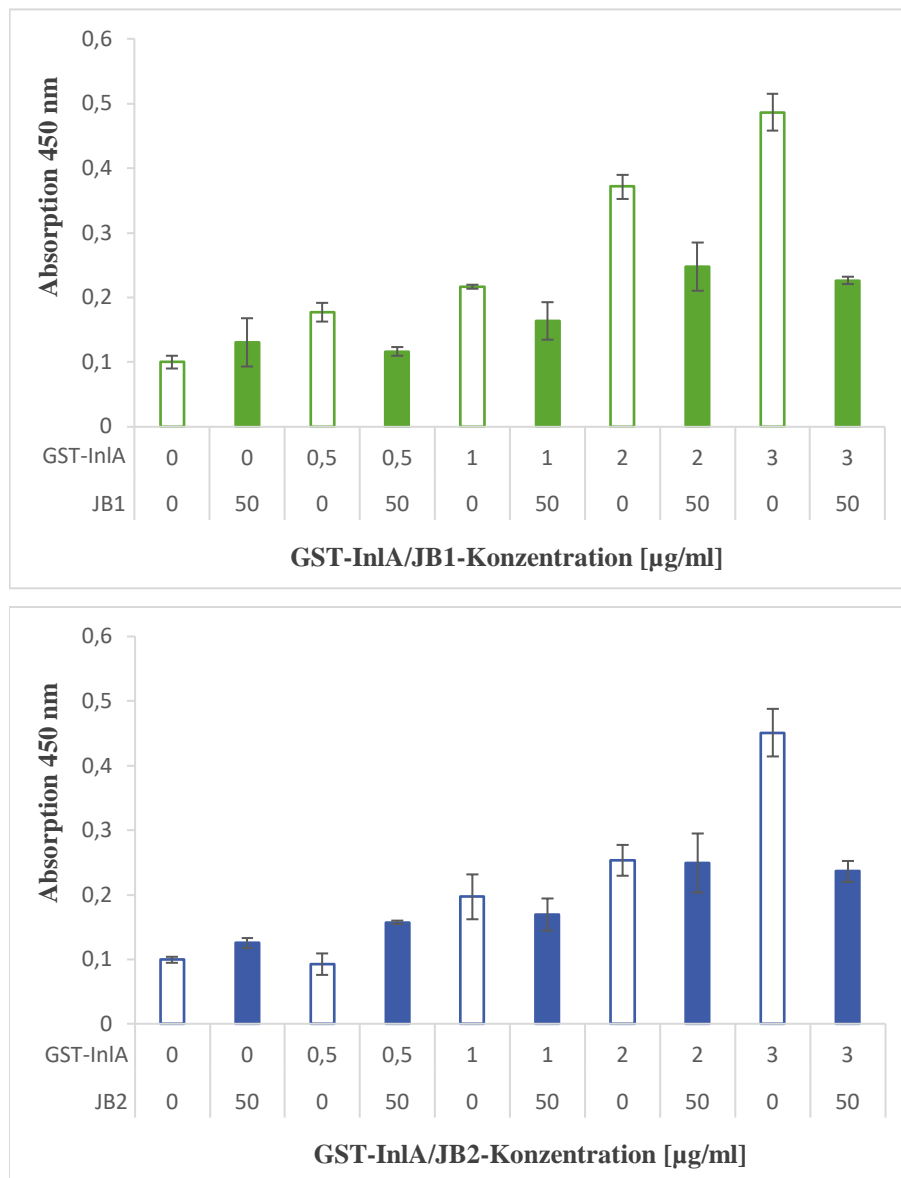 Absorption 450 nm
0,6
0,5
0,4
0,3
0,2
0,1
0
GST-InlA 0 0 0,5 0,5 1 1 2 2 3 3
JB1 0 50 0 50 0 50 0 50 0 50
GST-InlA/JB1-Konzentration [µg/ml]
Absorption 450 nm
0,6
0,5
0,4
0,3
0,2
0,1
0
GST-InlA 0 0 0,5 0,5 1 1 2 2 3 3
JB2 0 50 0 50 0 50 0 50 0 50
GST-InlA/JB2-Konzentration [µg/ml]